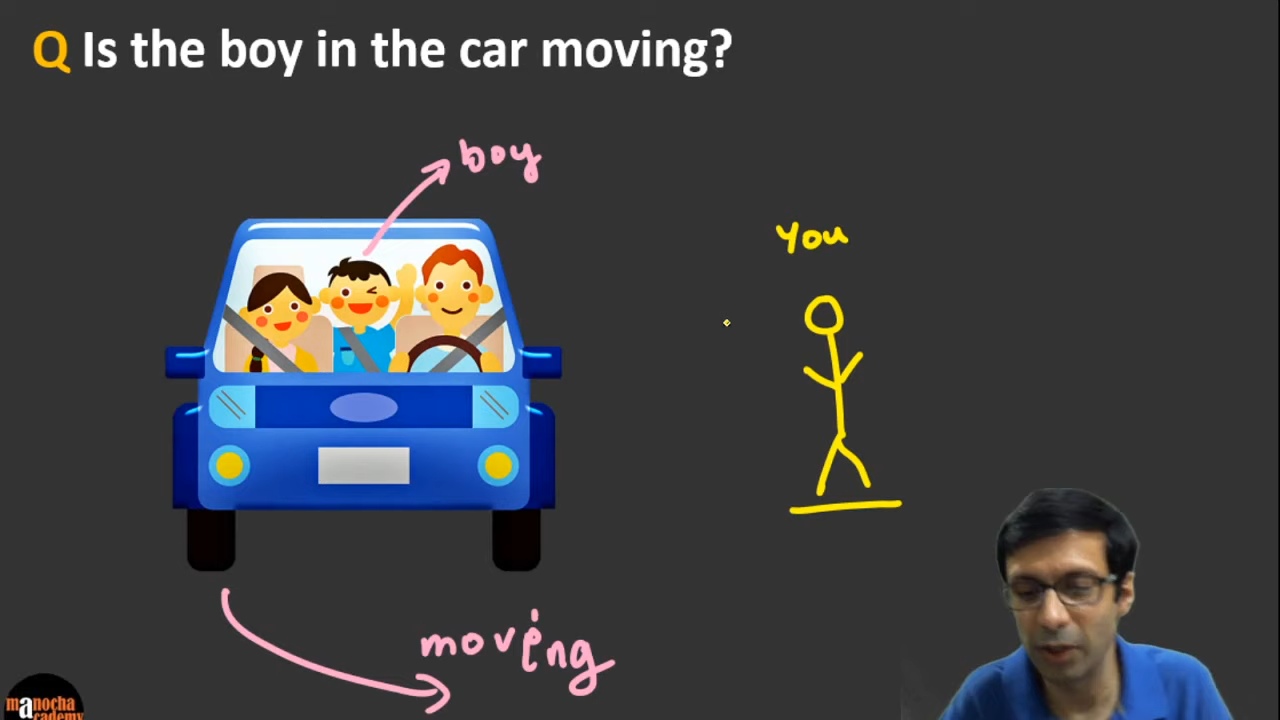 Q Is the boy in the car moving?
boy
You
moving
manocha
academy